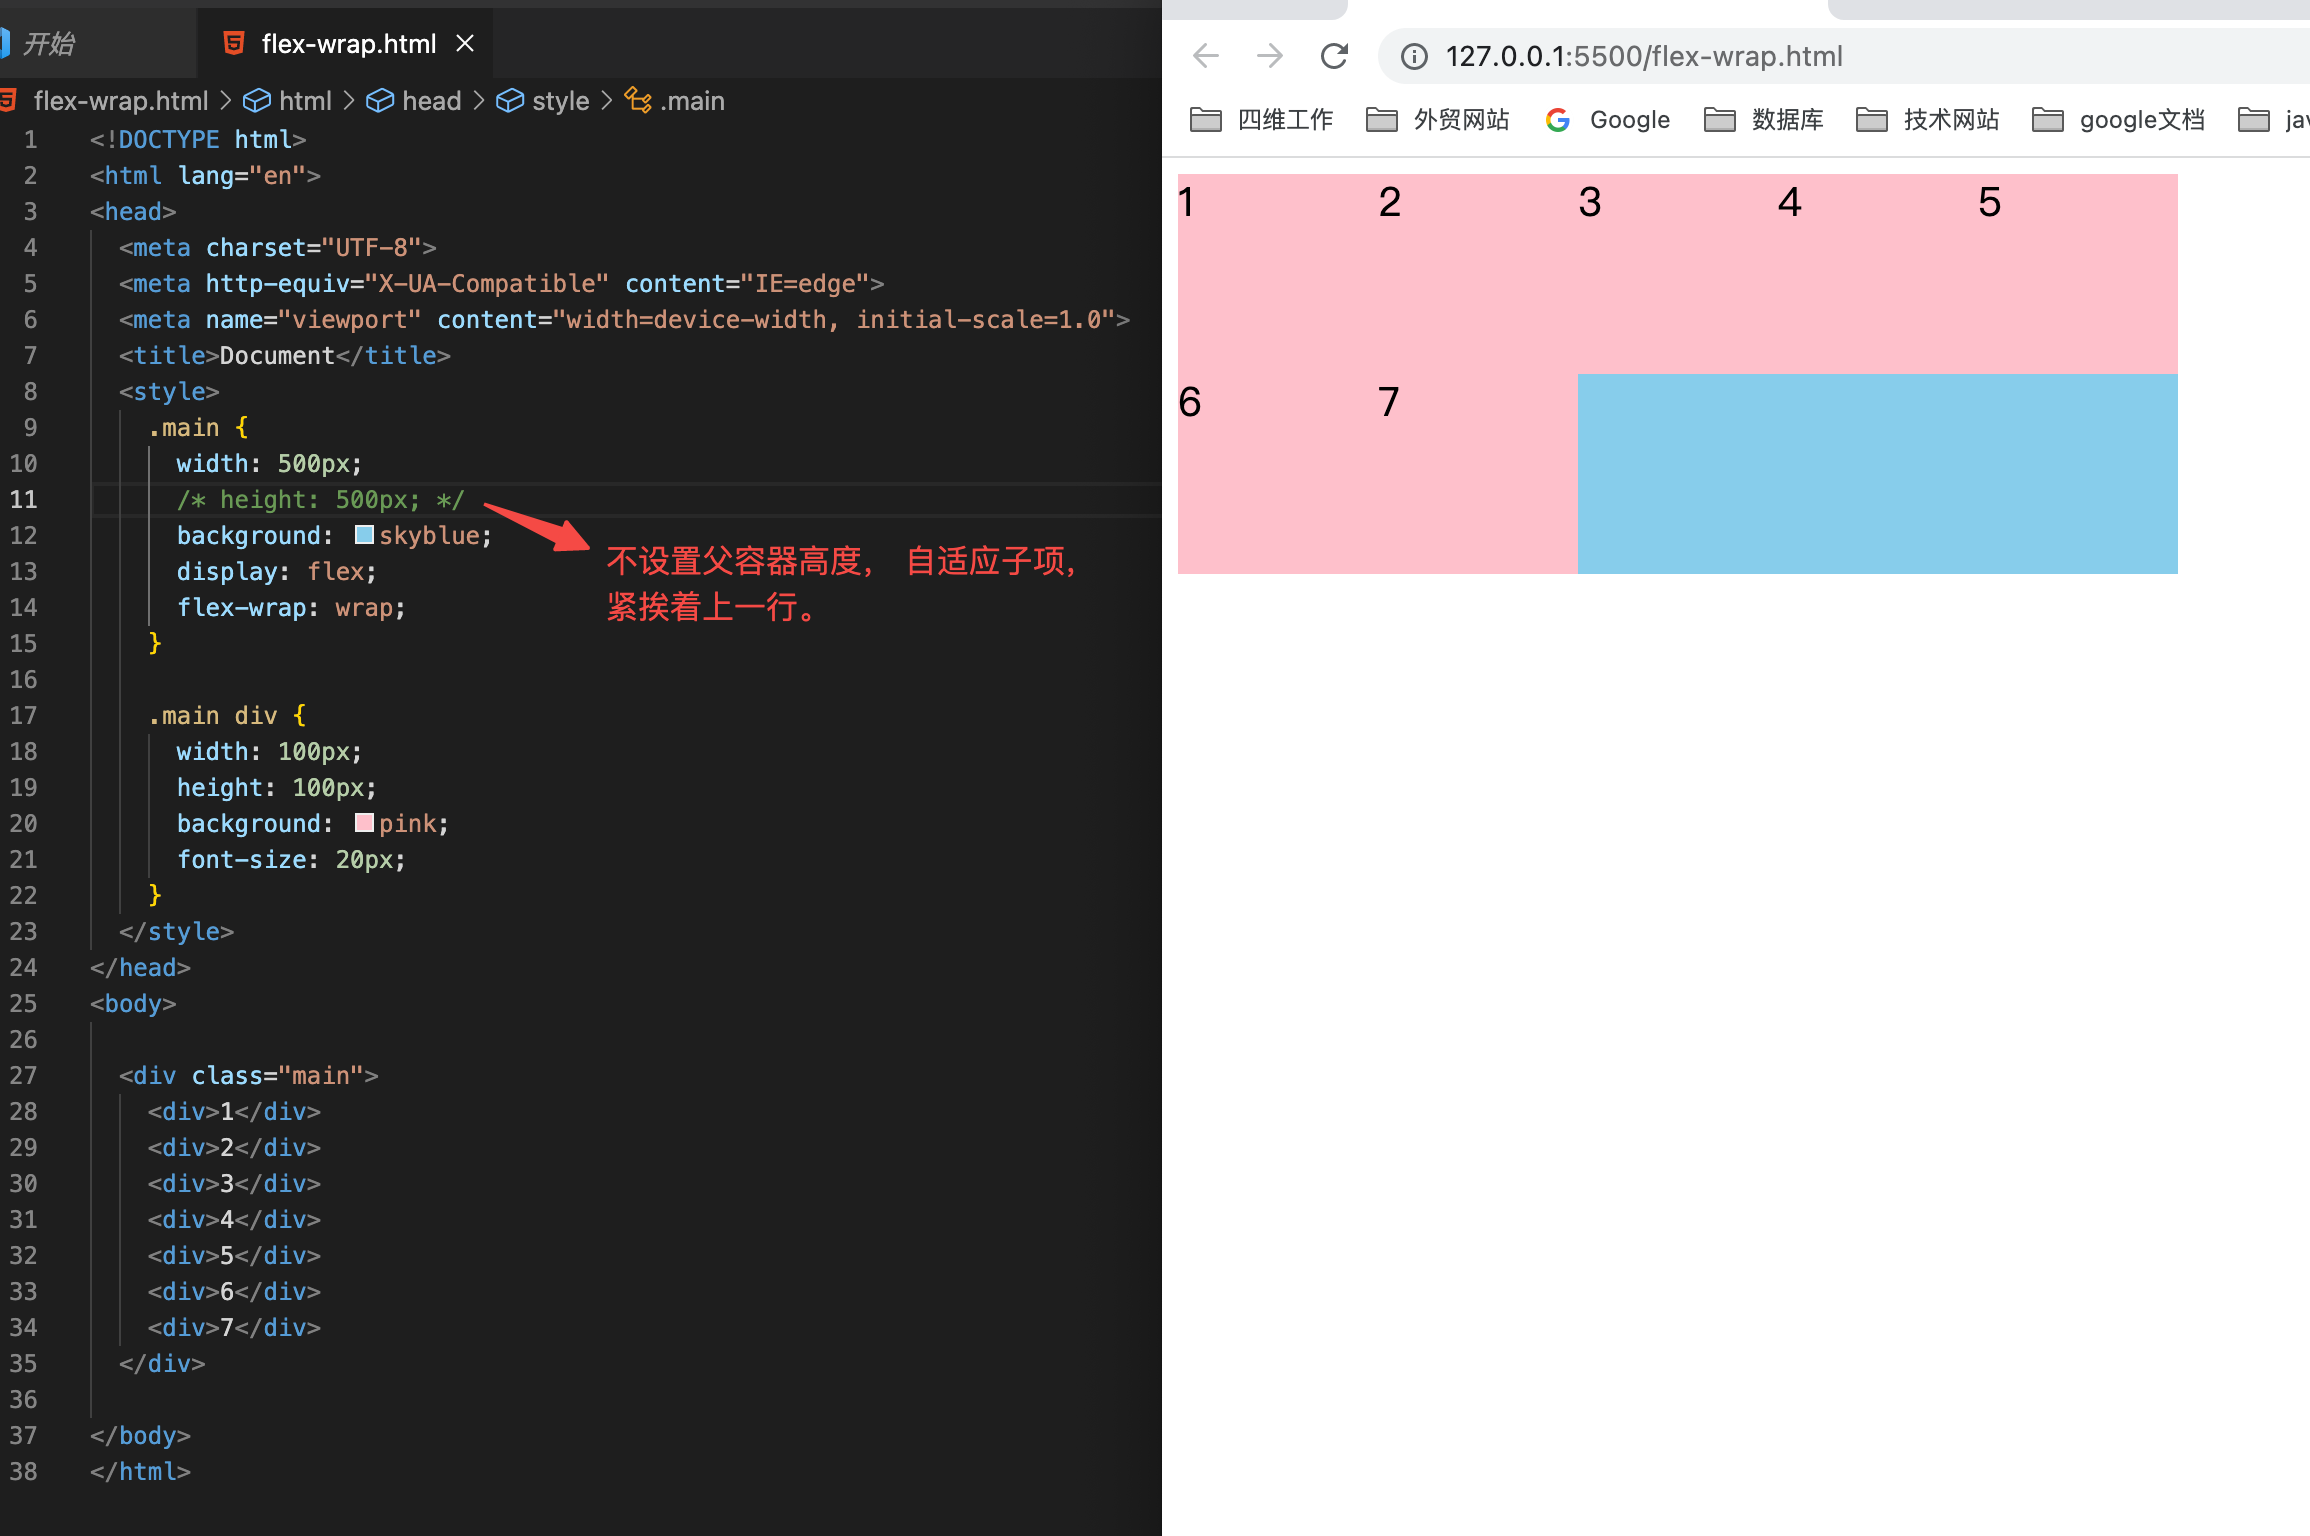 开始
flex-wrap.html
flex-wrap.html > html > head > style > .main
1 <!DOCTYPE html>
2 <html lang="en">
3 <head>
4 <meta charset="UTF-8">
5 <meta http-equiv="X-UA-Compatible" content="IE=edge">
6 <meta name="viewport" content="width=device-width, initial-scale=1.0">
7 <title>Document</title>
8 <style>
9 .main {
10 width: 500px;
11 /* height: 500px; */
12 background: skyblue;
13 display: flex;
14 flex-wrap: wrap;
15 }
16
17 .main div {
18 width: 100px;
19 height: 100px;
20 background: pink;
21 font-size: 20px;
22 }
23 </style>
24 </head>
25 <body>
26
27 <div class="main">
28 <div>1</div>
29 <div>2</div>
30 <div>3</div>
31 <div>4</div>
32 <div>5</div>
33 <div>6</div>
34 <div>7</div>
35 </div>
36
37 </body>
38 </html>
不设置父容器高度， 自适应子项，
紧挨着上一行。
127.0.0.1:5500/flex-wrap.html
四维工作 外贸网站 Google 数据库 技术网站 google文档
1 2 3 4 5
6 7